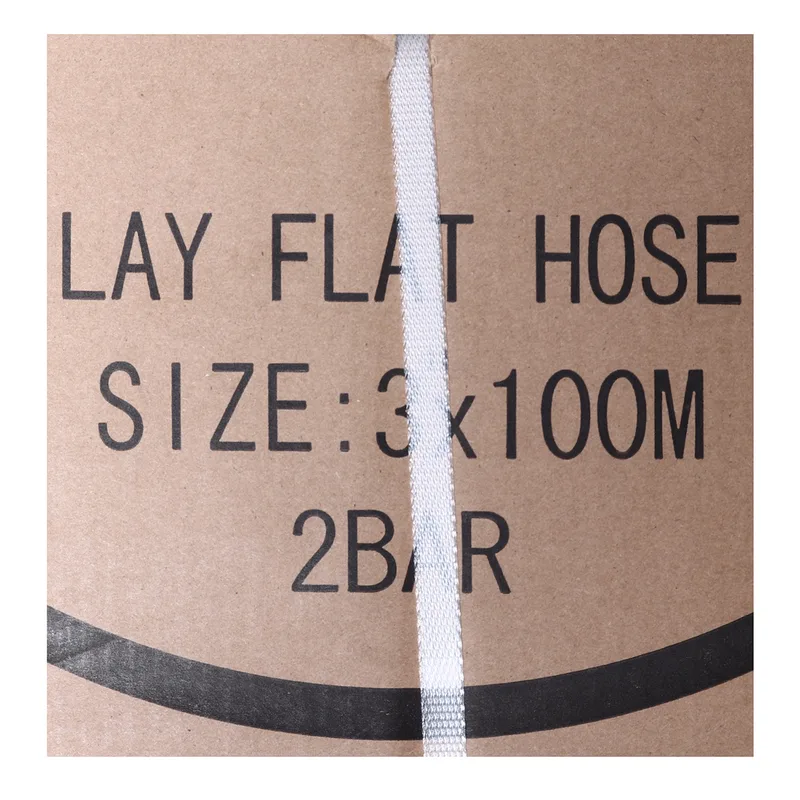 LAY FLAT HOSE
SIZE:3x100M
2BAR